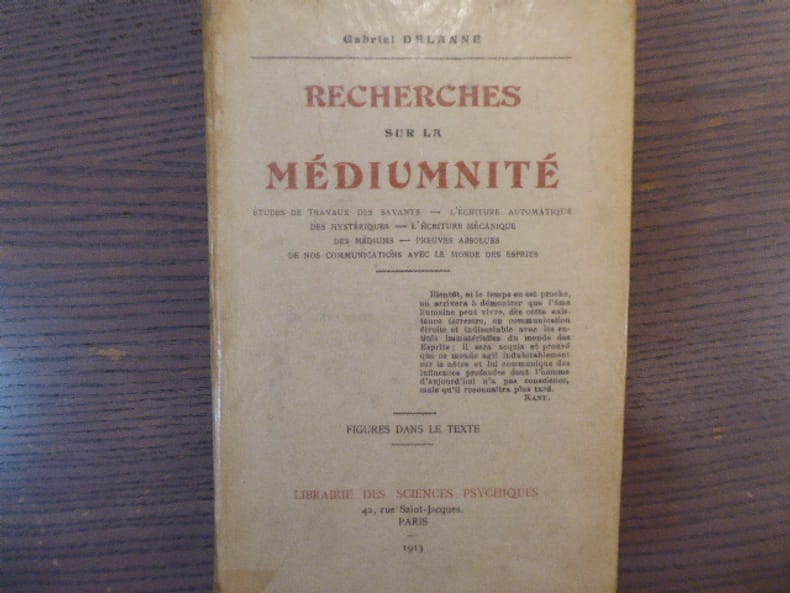 Gabriel DELANNE
RECHERCHES
SUR LA
MÉDIUMNITÉ
ÉTUDES DE TRAVAUX DES SAVANTS — L'ÉCRITURE AUTOMATIQUE
DES HYSTÉRIQUES — L'ÉCRITURE MÉCANIQUE
DES MÉDIUMS — PREUVES ABSOLUES
DE NOS COMMUNICATIONS AVEC LE MONDE DES ESPRITS
Bientôt, et le temps en est proche,
on arrivera à démontrer que l'âme
humaine peut vivre, dès cette exis-
tence terrestre, en communication
étroite et indissoluble avec les en-
tités immatérielles du monde des
Esprits ; il sera acquis et prouvé
que ce monde agit indubitablement
sur le nôtre et lui communique des
influences profondes dont l'homme
d'aujourd'hui n'a pas conscience,
mais qu'il reconnaîtra plus tard.
KANT.
FIGURES DANS LE TEXTE
LIBRAIRIE DES SCIENCES PSYCHIQUES
42, rue Saint-Jacques.
PARIS
—
1913